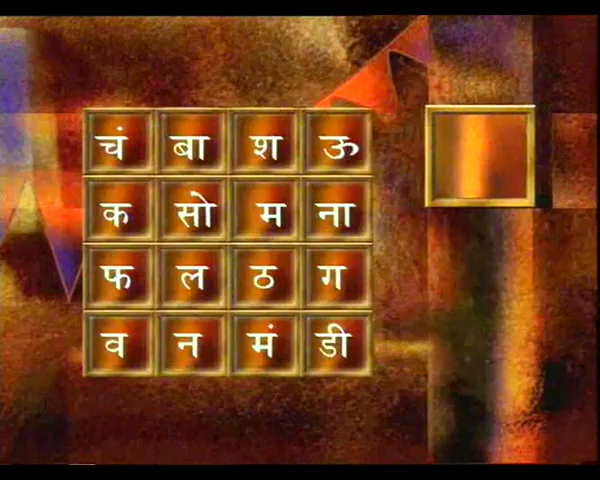 चं बा श ऊ
क सो म ना
फ ल ठ ग
व न मं डी